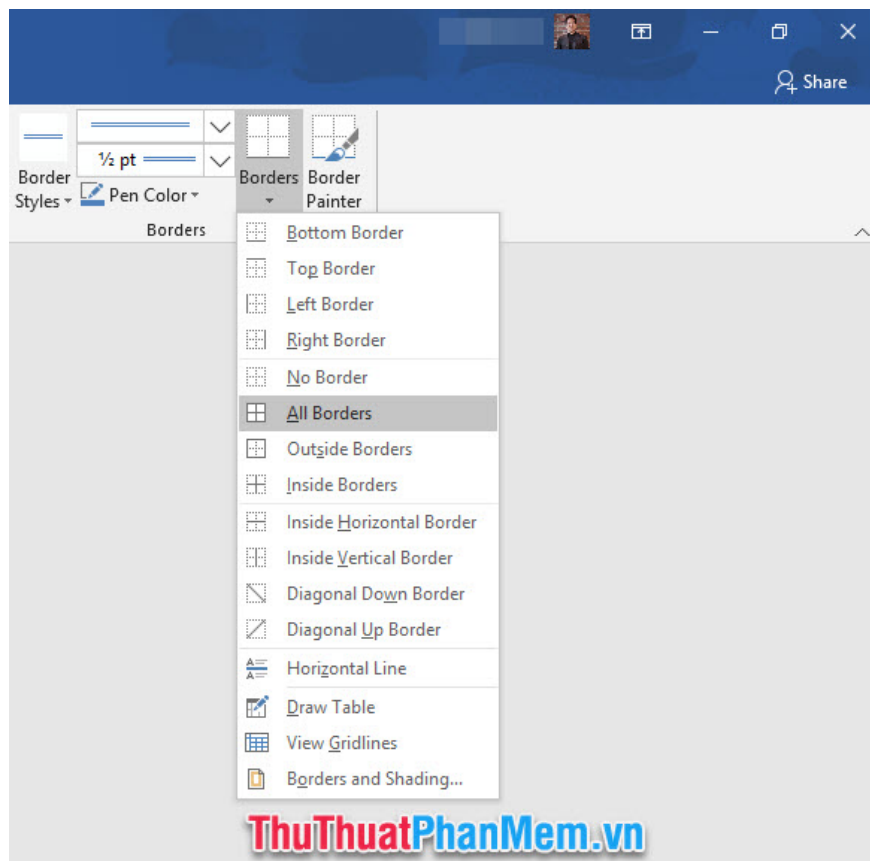 Share
½ pt
Border Styles
Pen Color
Borders
Border Painter
Borders
Bottom Border
Top Border
Left Border
Right Border
No Border
All Borders
Outside Borders
Inside Borders
Inside Horizontal Border
Inside Vertical Border
Diagonal Down Border
Diagonal Up Border
Horizontal Line
Draw Table
View Gridlines
Borders and Shading...
ThuThuatPhanMem.vn